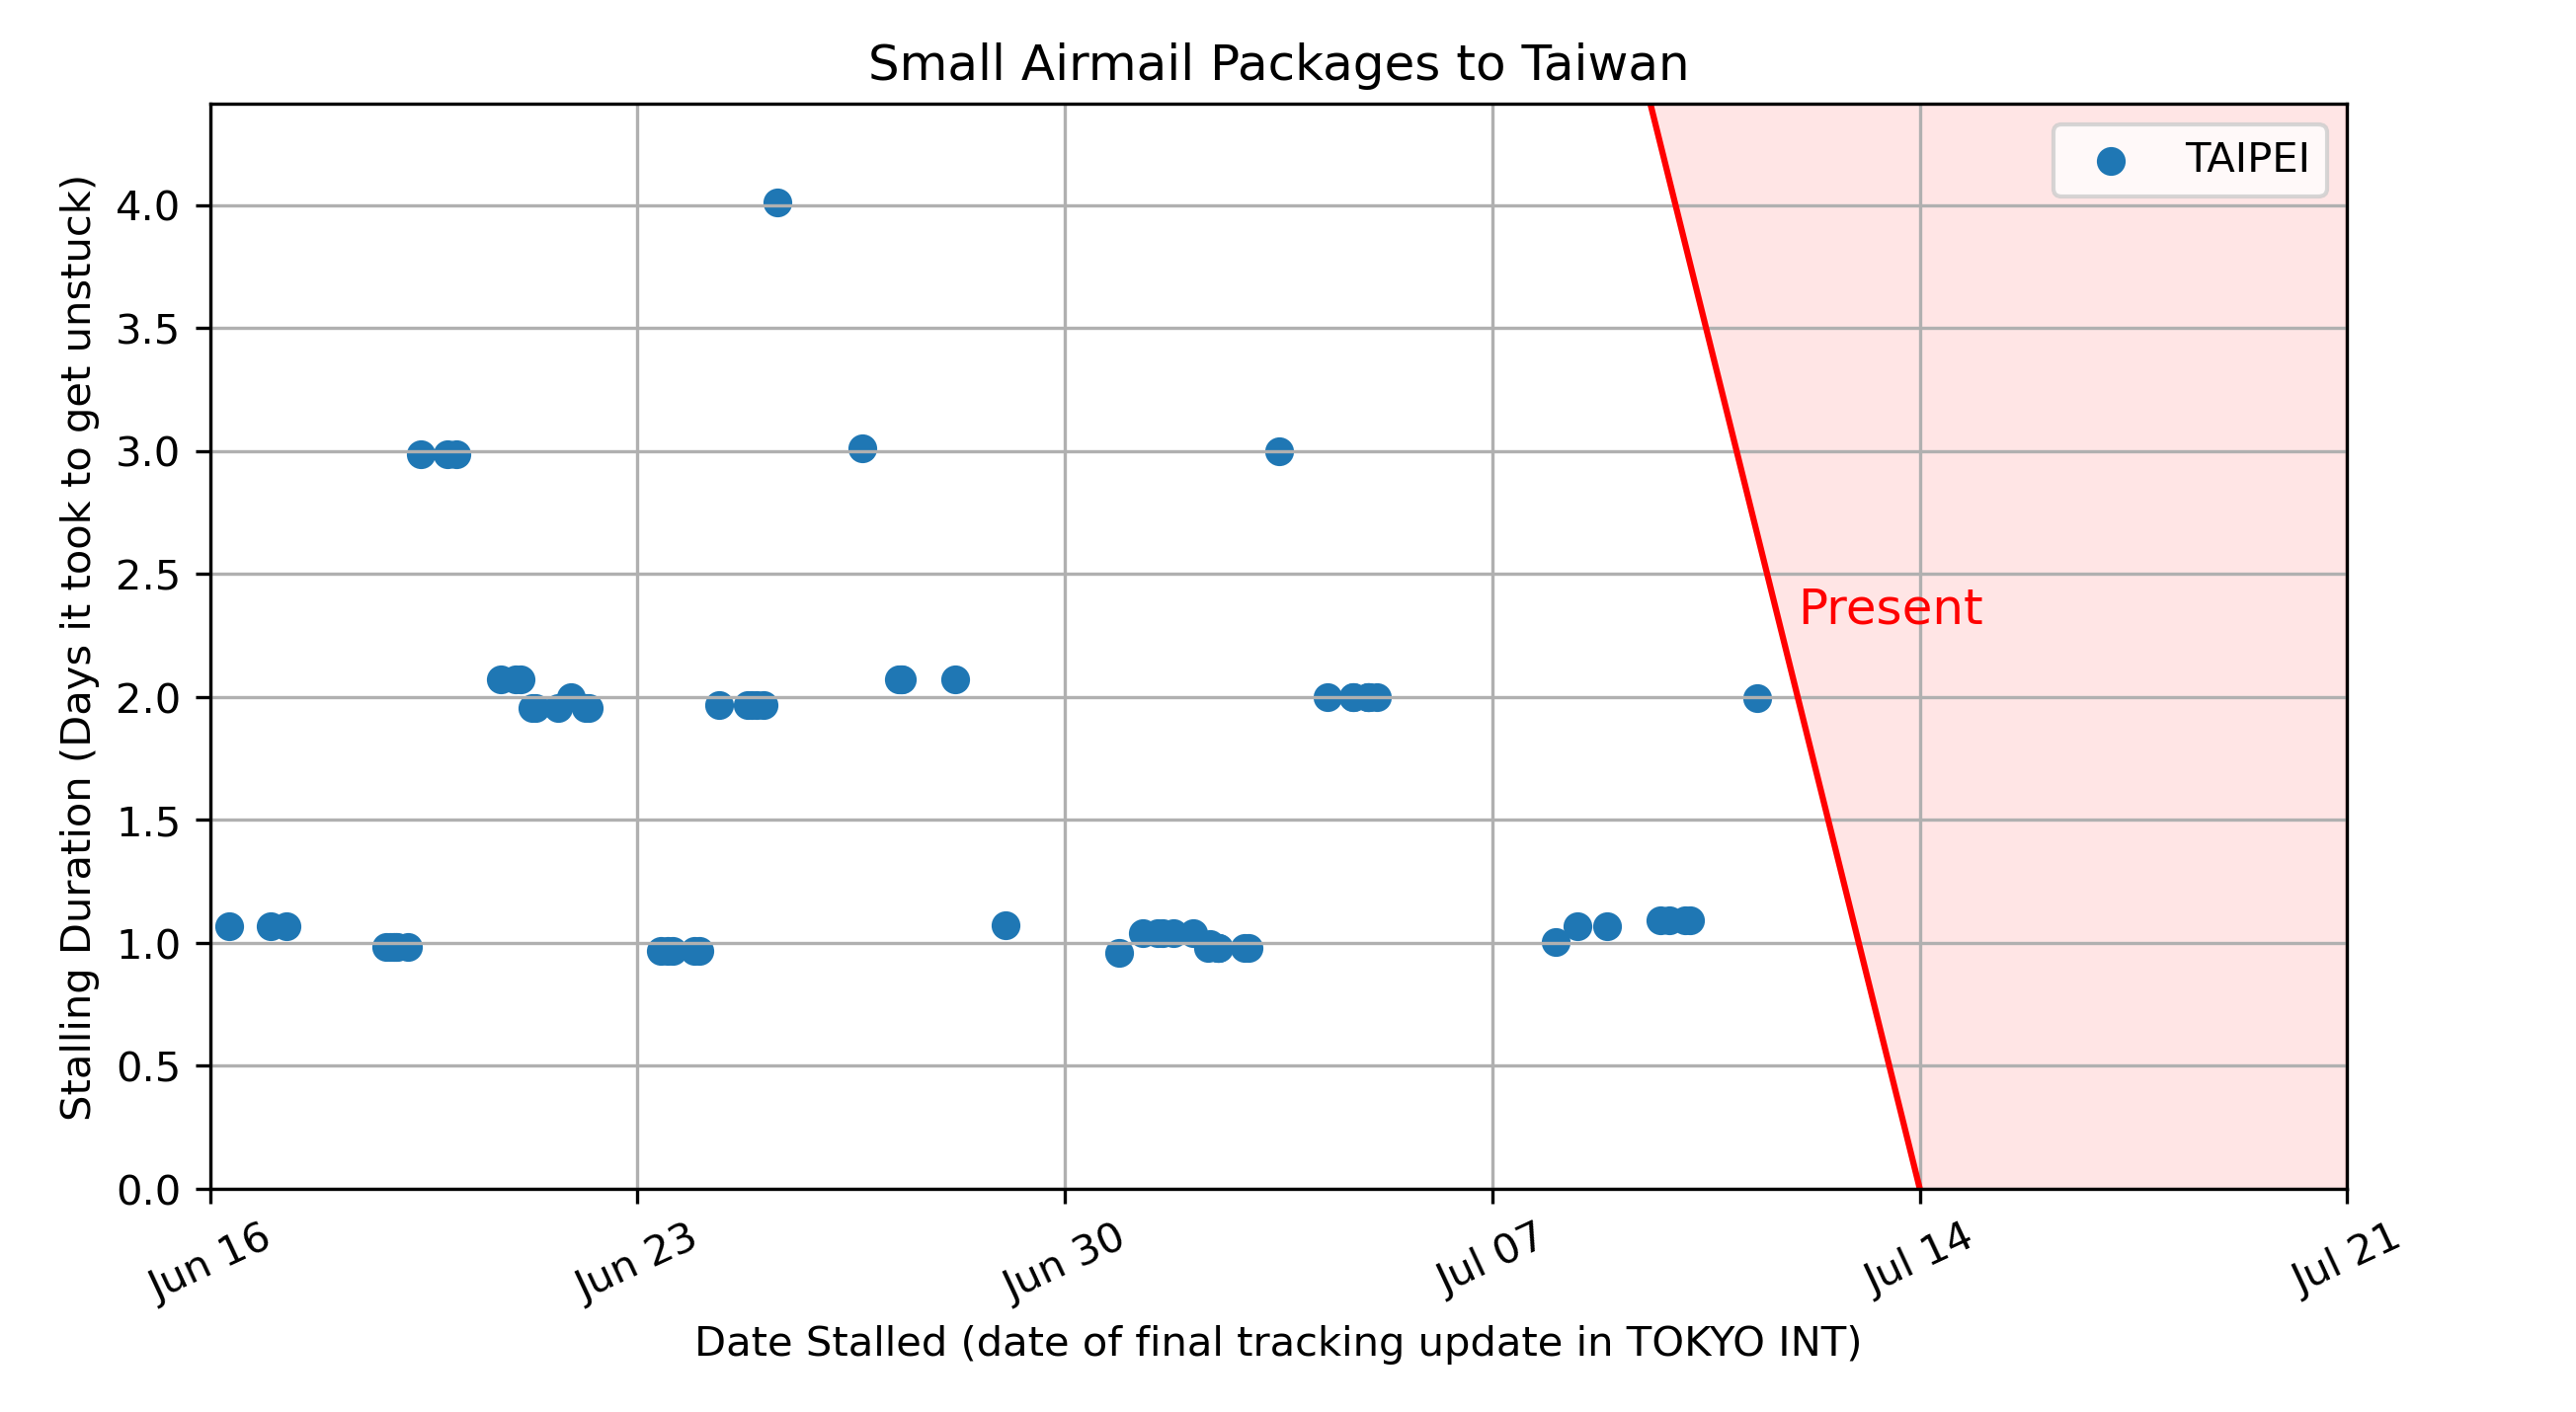 Small Airmail Packages to Taiwan
TAIPEI
Stalling Duration (Days it took to get unstuck)
4.0
3.5
3.0
2.5
2.0
1.5
1.0
0.5
0.0
Present
Jun 16
Jun 23
Jun 30
Jul 07
Jul 14
Jul 21
Date Stalled (date of final tracking update in TOKYO INT)